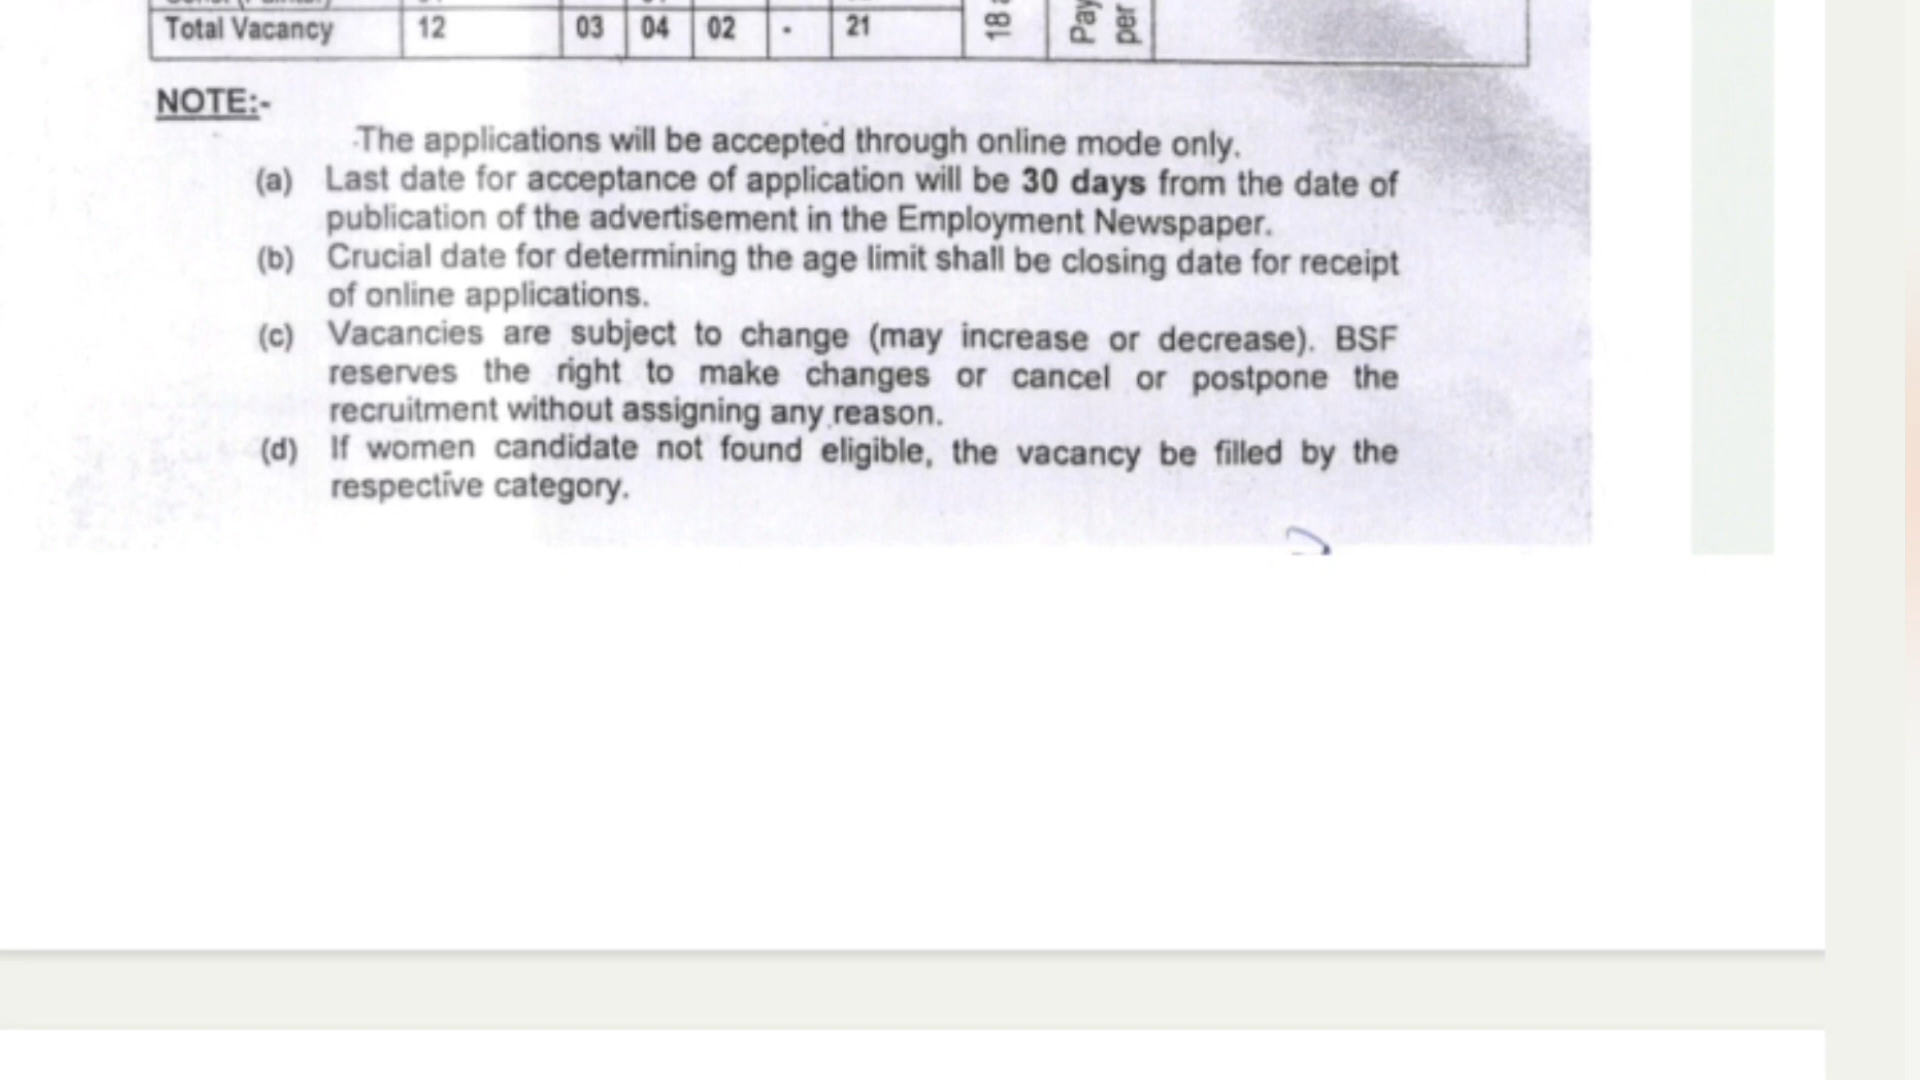 Total Vacancy 12 03 04 02 - 21 18 Pay per
NOTE:-
The applications will be accepted through online mode only.
(a) Last date for acceptance of application will be 30 days from the date of
publication of the advertisement in the Employment Newspaper.
(b) Crucial date for determining the age limit shall be closing date for receipt
of online applications.
(c) Vacancies are subject to change (may increase or decrease). BSF
reserves the right to make changes or cancel or postpone the
recruitment without assigning any reason.
(d) If women candidate not found eligible, the vacancy be filled by the
respective category.